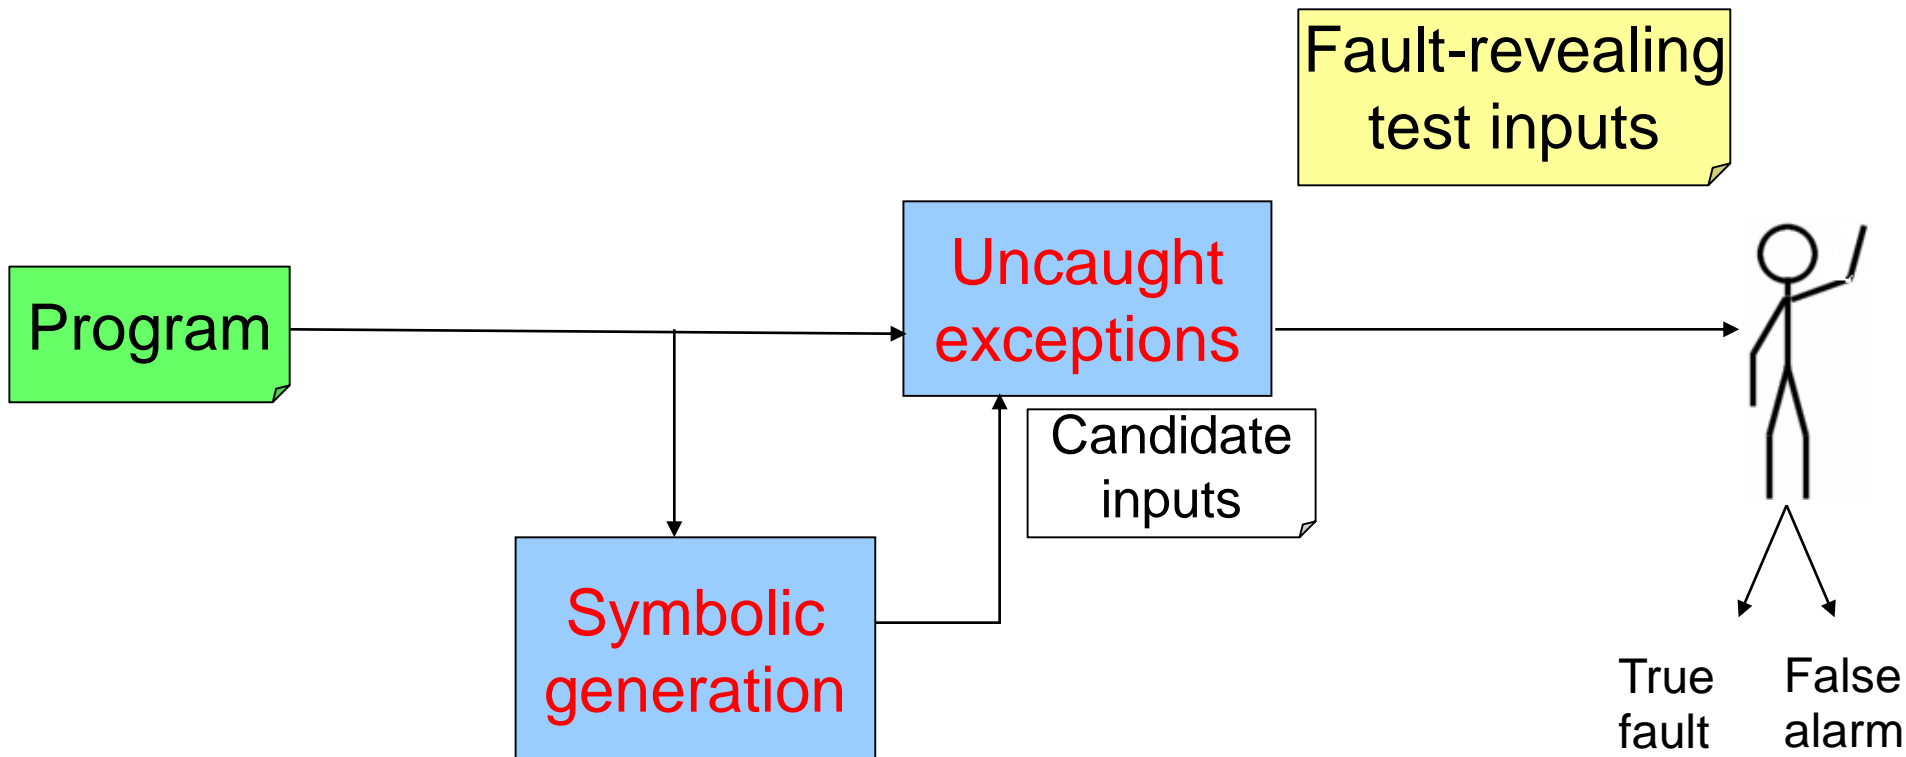 Fault-revealing
test inputs
Uncaught
exceptions
Program
Candidate
inputs
Symbolic
generation
True
fault
False
alarm